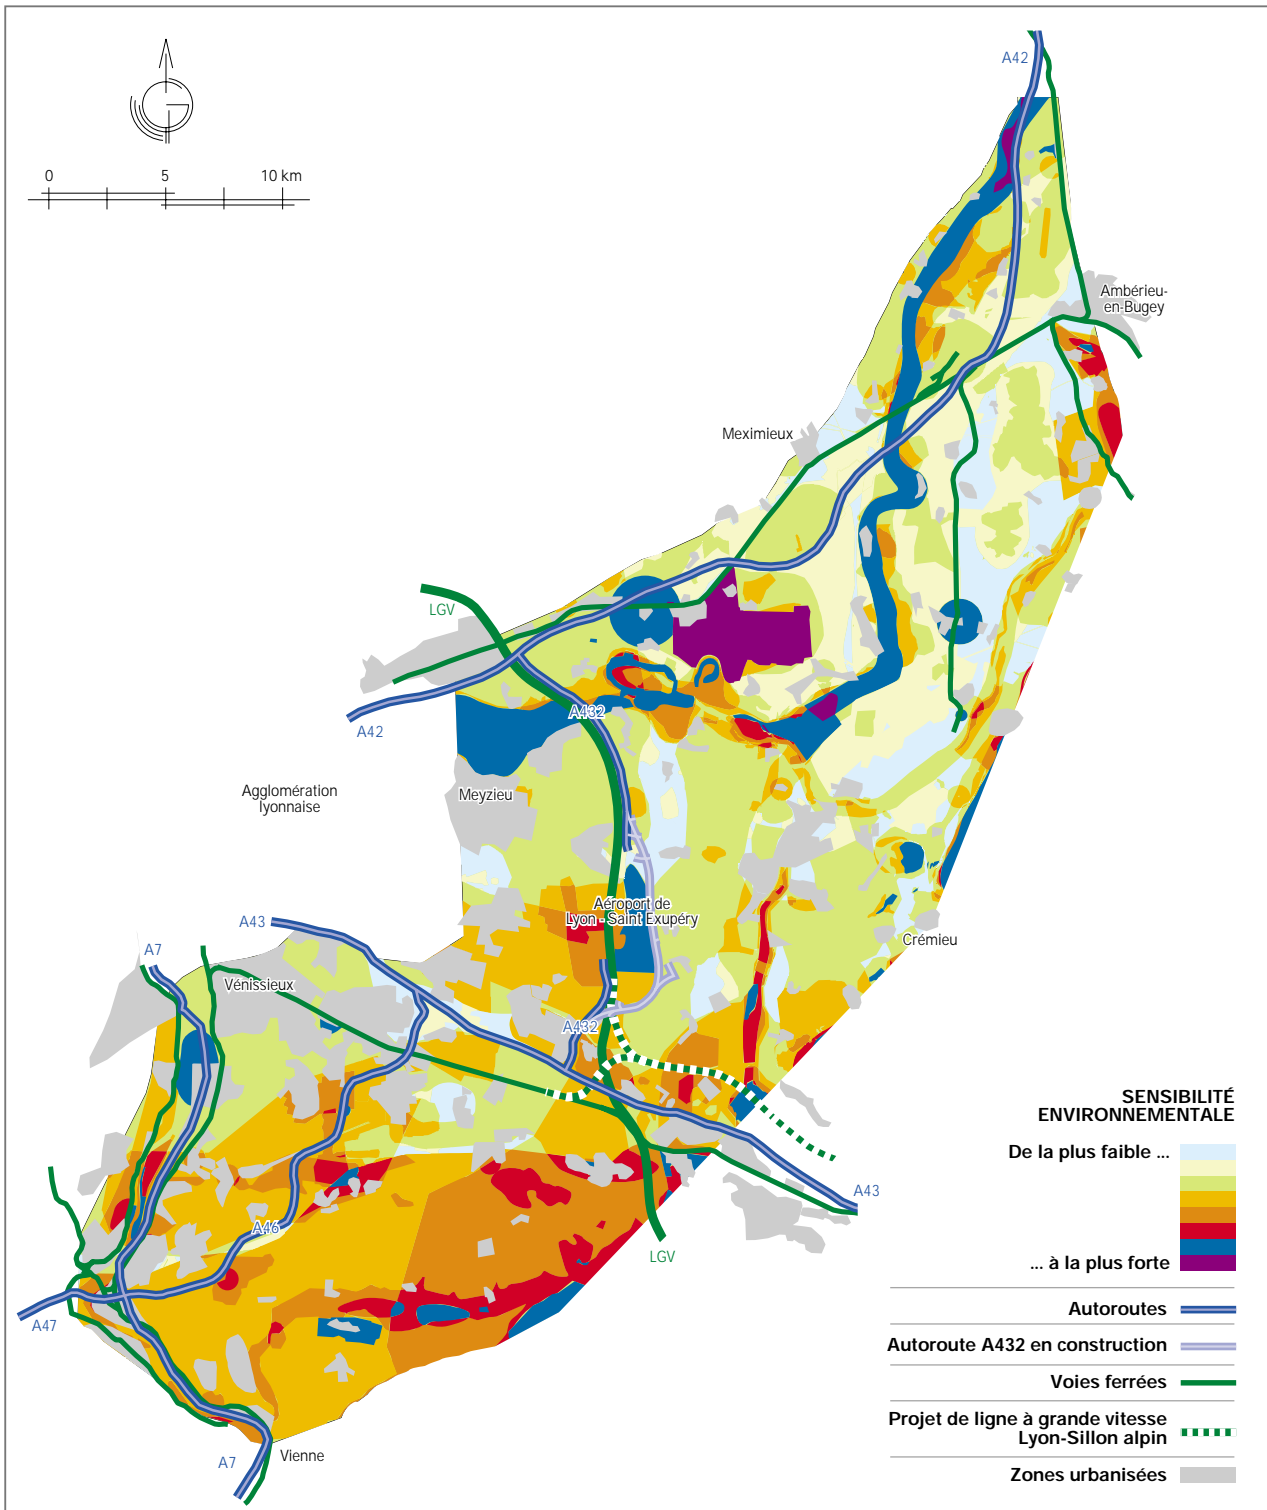 A42
0 5 10 km
Ambérieu-
en-Bugey
Meximieux
LGV
A432
A42
Agglomération
lyonnaise
Meyzieu
Aéroport de
Lyon - Saint Exupéry
A43
A7
Crémieu
Vénissieux
A432
SENSIBILITÉ
ENVIRONNEMENTALE
De la plus faible ...
... à la plus forte
A43
A46
LGV
A47
Autoroutes
Autoroute A432 en construction
Voies ferrées
Projet de ligne à grande vitesse
Lyon-Sillon alpin
Zones urbanisées
Vienne
A7